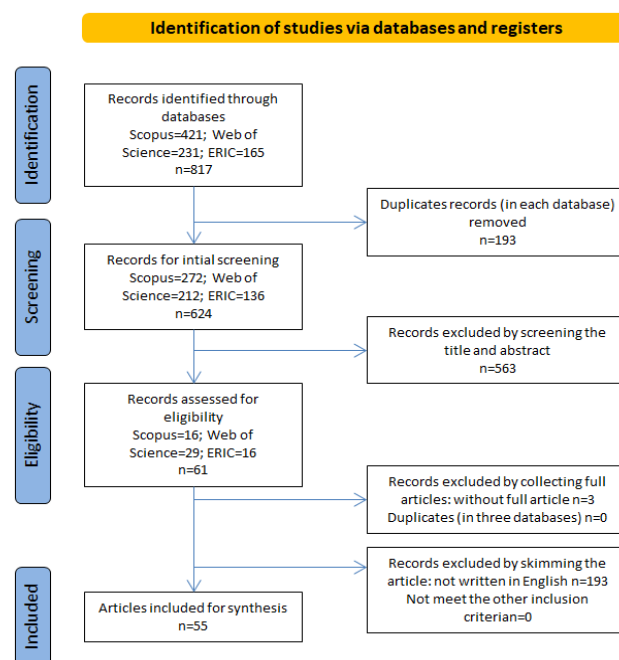 Identification of studies via databases and registers
Identification
Records identified through
databases
Scopus=421; Web of
Science=231; ERIC=165
n=817
Duplicates records (in each database)
removed
n=193
Screening
Records for intial screening
Scopus=272; Web of
Science=212; ERIC=136
n=624
Records excluded by screening the
title and abstract
n=563
Eligibility
Records assessed for
eligibility
Scopus=16; Web of
Science=29; ERIC=16
n=61
Records excluded by collecting full
articles: without full article n=3
Duplicates (in three databases) n=0
Records excluded by skimming the
article: not written in English n=193
Not meet the other inclusion
criterian=0
Included
Articles included for synthesis
n=55